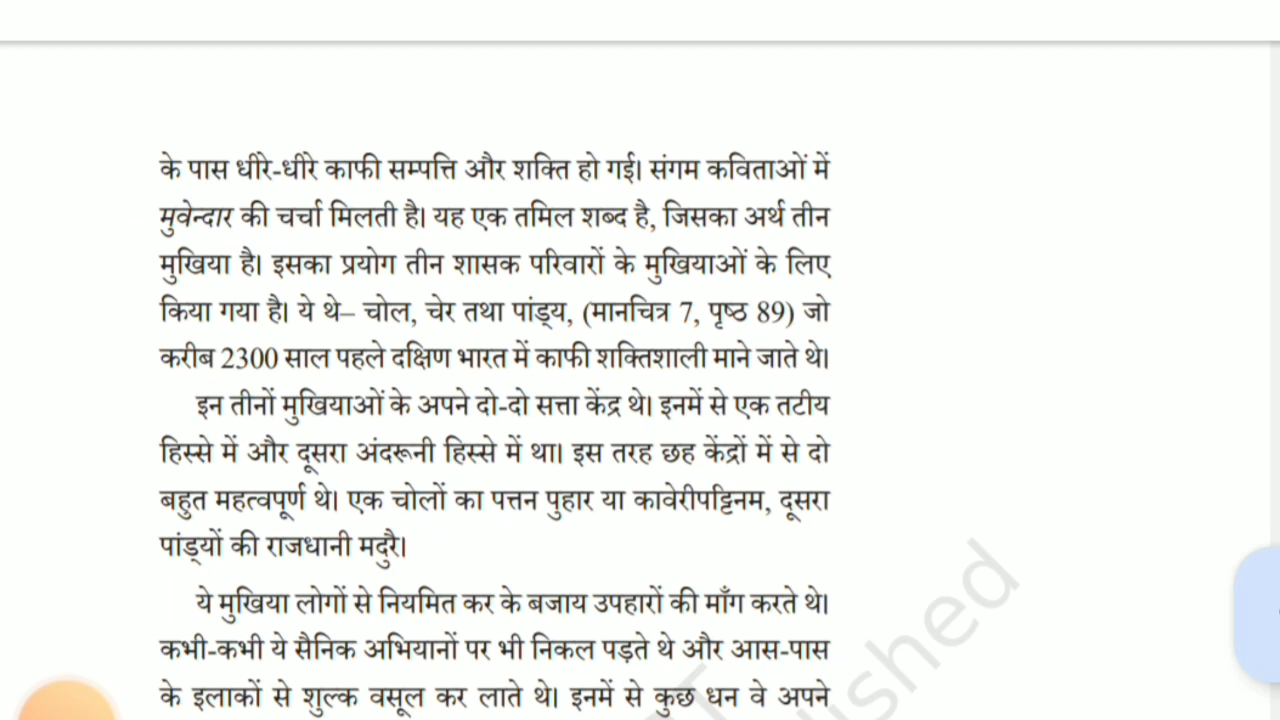 के पास धीरे-धीरे काफी सम्पत्ति और शक्ति हो गई। संगम कविताओं में
मुवेन्दार की चर्चा मिलती है। यह एक तमिल शब्द है, जिसका अर्थ तीन
मुखिया है। इसका प्रयोग तीन शासक परिवारों के मुखियाओं के लिए
किया गया है। ये थे– चोल, चेर तथा पांड्य, (मानचित्र 7, पृष्ठ 89) जो
करीब 2300 साल पहले दक्षिण भारत में काफी शक्तिशाली माने जाते थे।
इन तीनों मुखियाओं के अपने दो-दो सत्ता केंद्र थे। इनमें से एक तटीय
हिस्से में और दूसरा अंदरूनी हिस्से में था। इस तरह छह केंद्रों में से दो
बहुत महत्वपूर्ण थे। एक चोलों का पत्तन पुहार या कावेरीपट्टिनम, दूसरा
पांड्यों की राजधानी मदुरै।
ये मुखिया लोगों से नियमित कर के बजाय उपहारों की माँग करते थे।
कभी-कभी ये सैनिक अभियानों पर भी निकल पड़ते थे और आस-पास
के इलाकों से शुल्क वसूल कर लाते थे। इनमें से कुछ धन वे अपने